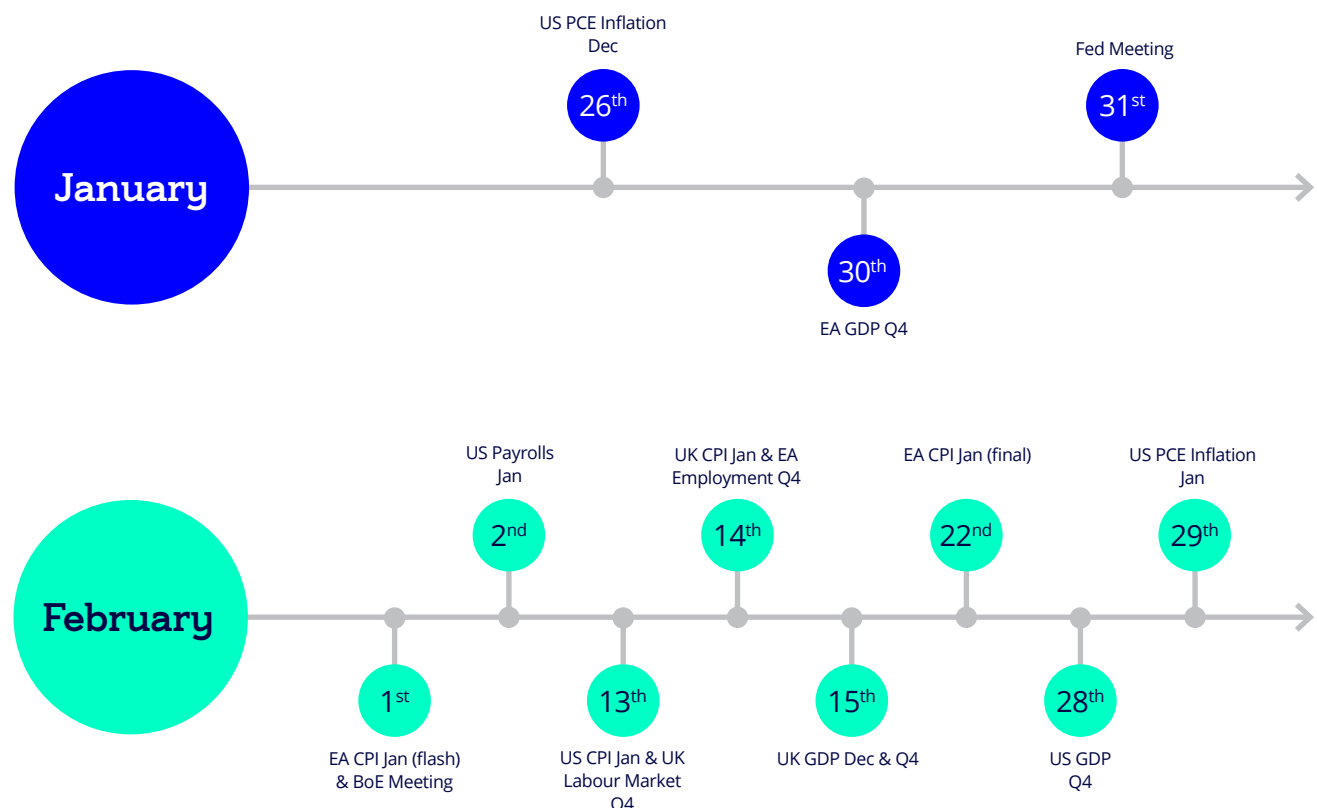 January
US PCE Inflation
Dec
26th
30th
EA GDP Q4
Fed Meeting
31st
February
1st
EA CPI Jan (flash)
& BoE Meeting
US Payrolls
Jan
2nd
13th
US CPI Jan & UK
Labour Market
Q4
UK CPI Jan & EA
Employment Q4
14th
15th
UK GDP Dec & Q4
EA CPI Jan (final)
22nd
28th
US GDP
Q4
US PCE Inflation
Jan
29th